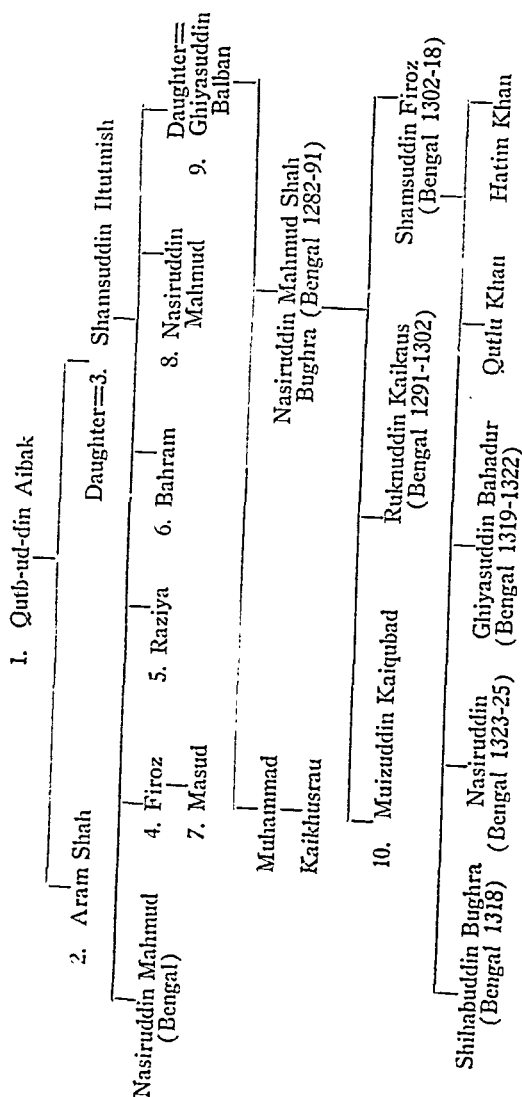 1. Qutb-ud-din Aibak
2. Aram Shah
Daughter=3. Shamsuddin Iltutmish
Nasiruddin Mahmud
(Bengal)
4. Firoz
5. Raziya
6. Bahram
8. Nasiruddin
Mahmud
Daughter=
9. Ghiyasuddin
Balban
7. Masud
Muhammad
Nasiruddin Mahmud Shah
Bughra (Bengal 1282-91)
Kaikhusrau
10. Muizuddin Kaiqubad
Ruknuddin Kaikaus
(Bengal 1291-1302)
Shamsuddin Firoz
(Bengal 1302-18)
Shihabuddin Bughra
(Bengal 1318)
Nasiruddin
(Bengal 1323-25)
Ghiyasuddin Bahadur
(Bengal 1319-1322)
Qutlu Khan
Hatim Khan